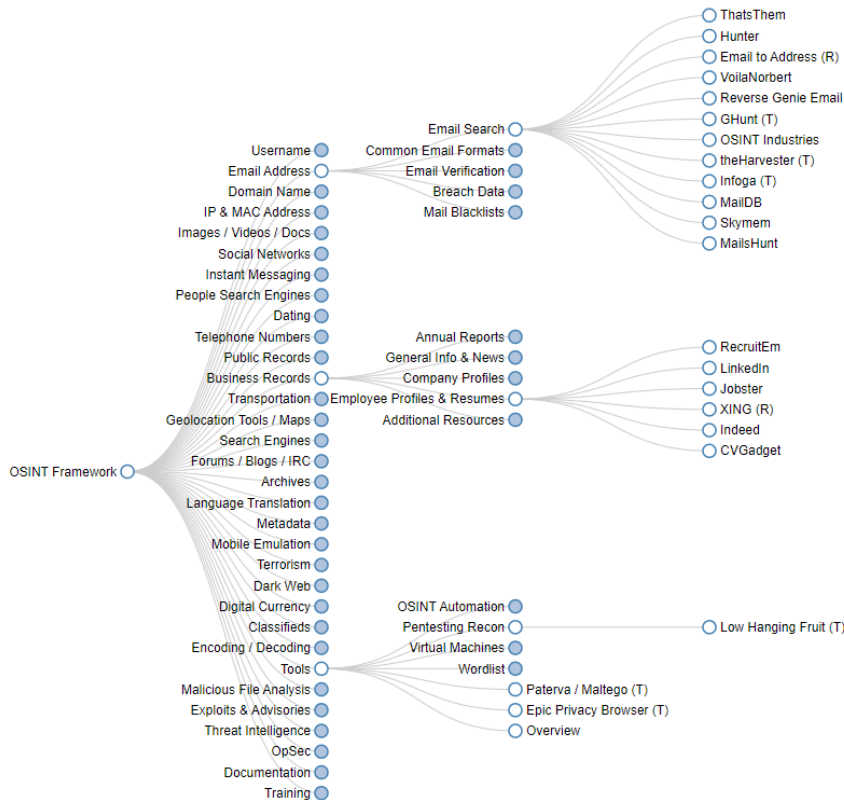 OSINT Framework
Username
Email Address
Domain Name
IP & MAC Address
Images / Videos / Docs
Social Networks
Instant Messaging
People Search Engines
Dating
Telephone Numbers
Public Records
Business Records
Transportation
Geolocation Tools / Maps
Search Engines
Forums / Blogs / IRC
Archives
Language Translation
Metadata
Mobile Emulation
Terrorism
Dark Web
Digital Currency
Classifieds
Encoding / Decoding
Tools
Malicious File Analysis
Exploits & Advisories
Threat Intelligence
OpSec
Documentation
Training
Email Search
Common Email Formats
Email Verification
Breach Data
Mail Blacklists
ThatsThem
Hunter
Email to Address (R)
VoilaNorbert
Reverse Genie Email
GHunt (T)
OSINT Industries
theHarvester (T)
Infoga (T)
MailDB
Skymem
MailsHunt
Annual Reports
General Info & News
Company Profiles
Employee Profiles & Resumes
Additional Resources
RecruitEm
LinkedIn
Jobster
XING (R)
Indeed
CVGadget
OSINT Automation
Pentesting Recon
Virtual Machines
Wordlist
Paterva / Maltego (T)
Epic Privacy Browser (T)
Overview
Low Hanging Fruit (T)